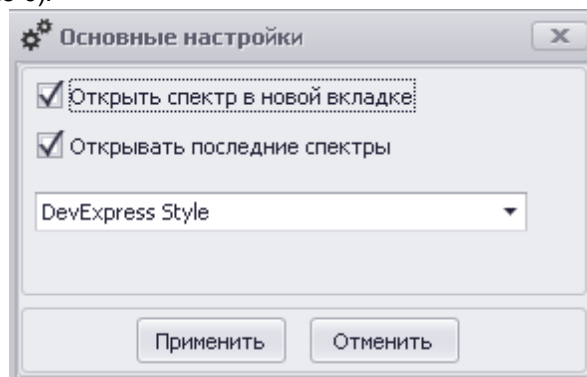 Основные настройки
Открыть спектр в новой вкладке
Открывать последние спектры
DevExpress Style
Применить
Отменить